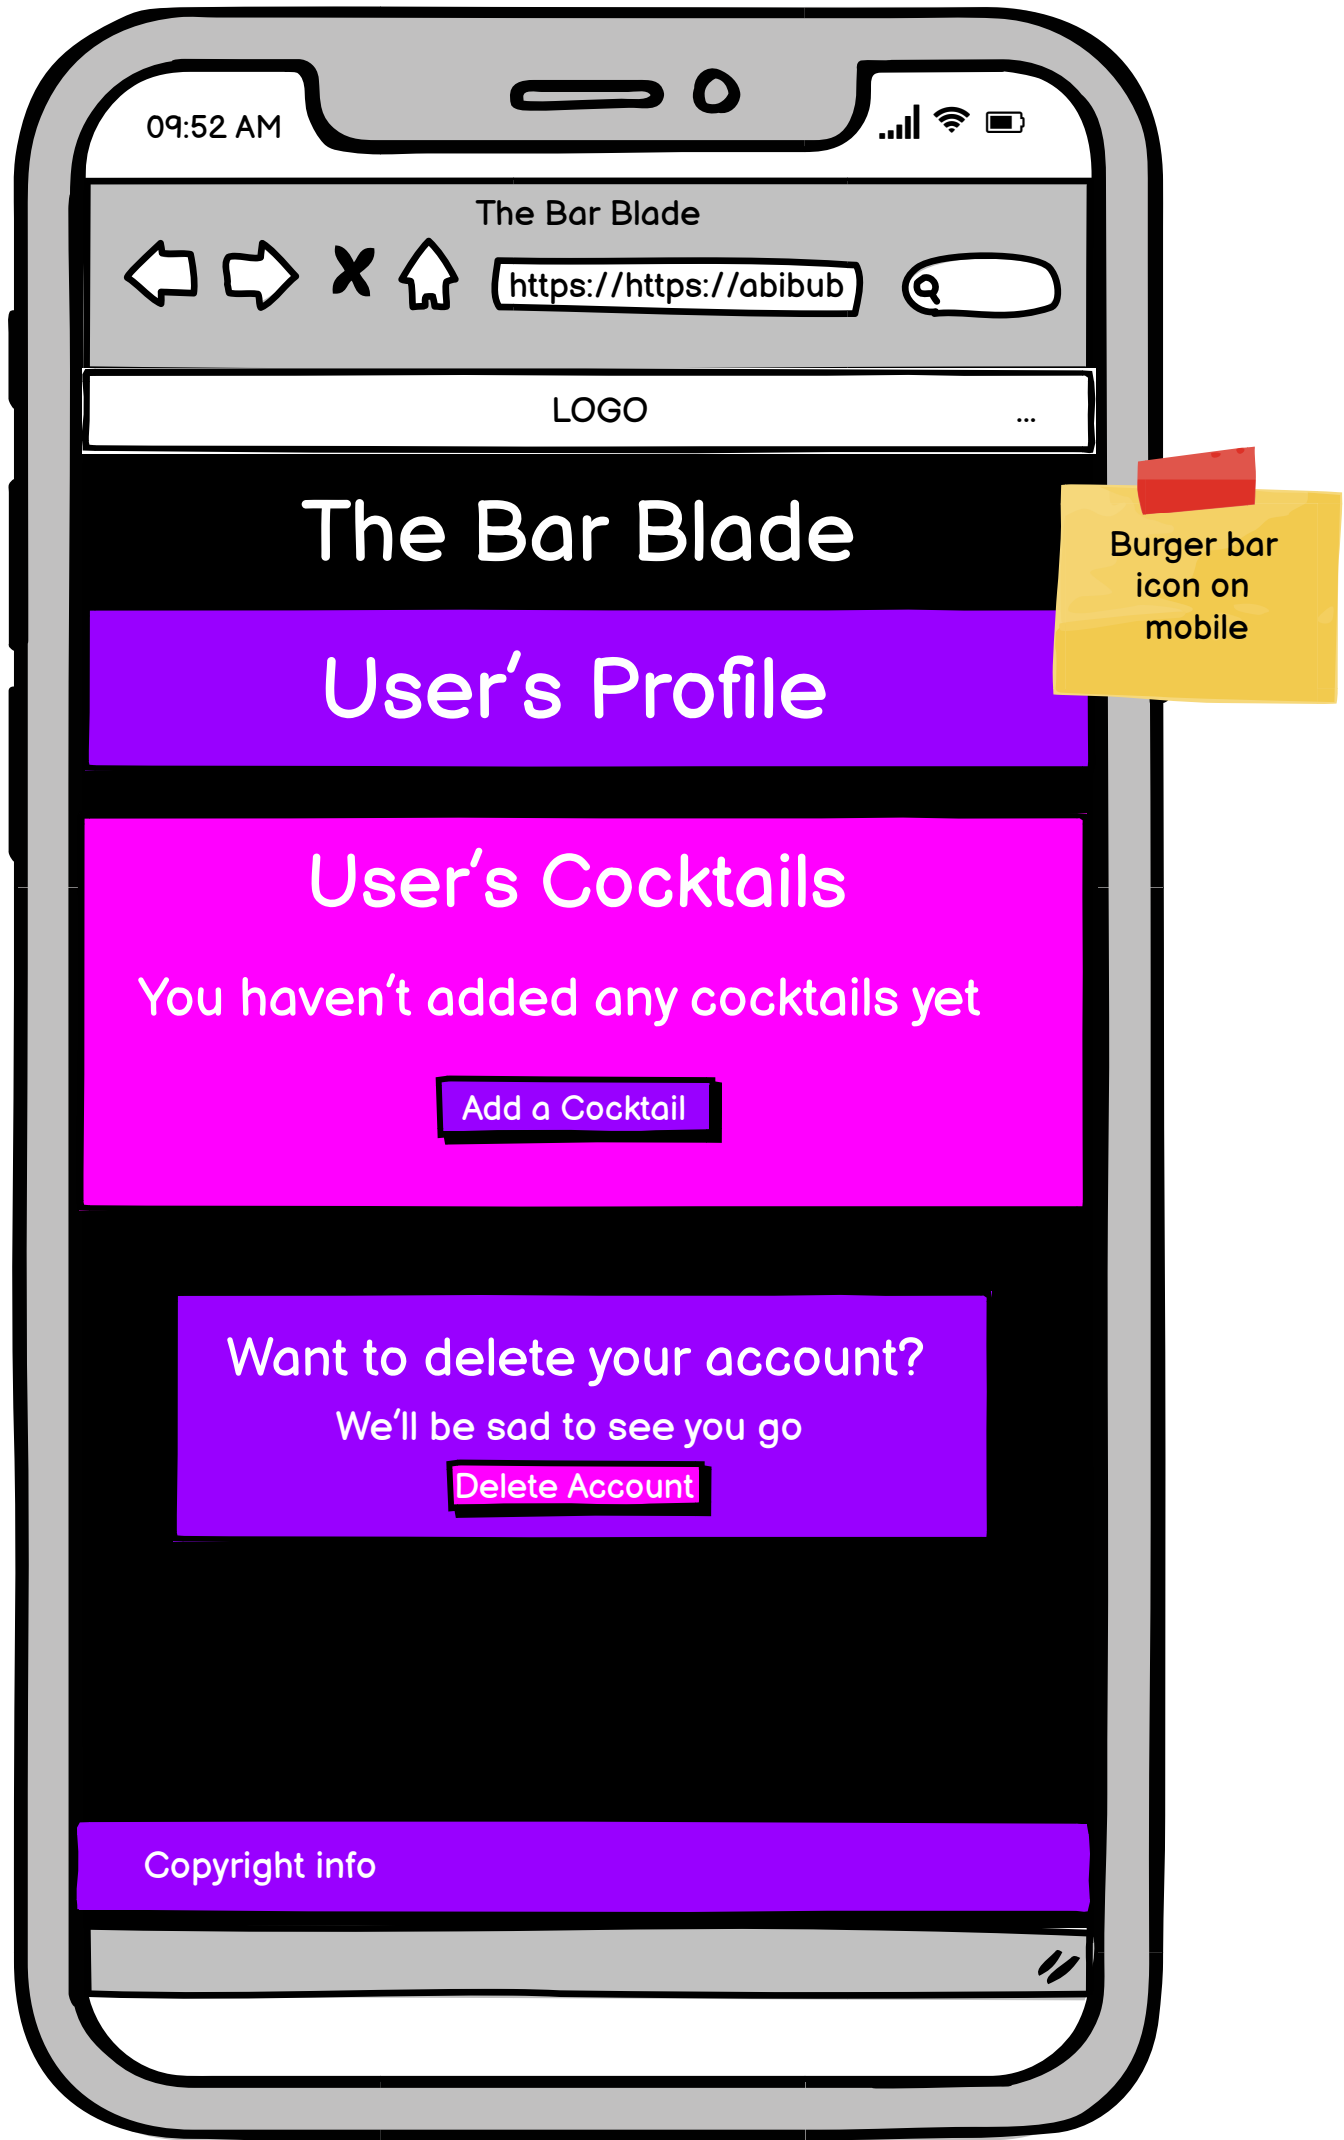 09:52 AM
The Bar Blade
https://https://abibub
LOGO
...
The Bar Blade
Burger bar
icon on
mobile
User's Profile
User's Cocktails
You haven't added any cocktails yet
Add a Cocktail
Want to delete your account?
We'll be sad to see you go
Delete Account
Copyright info